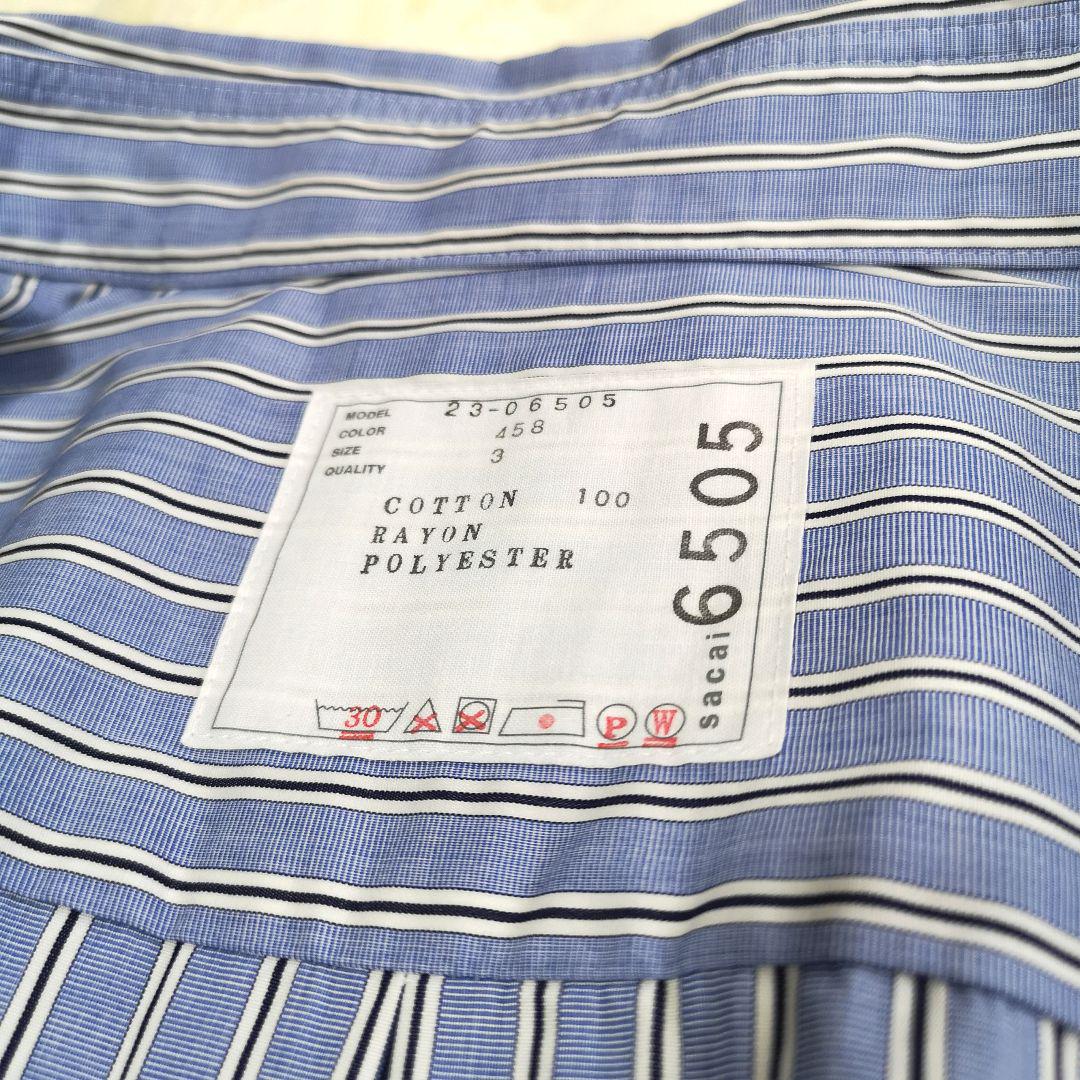 MODEL 23-06505
COLOR 458
SIZE 3
QUALITY
COTTON 100
RAYON
POLYESTER
30 P W
sacai 6505